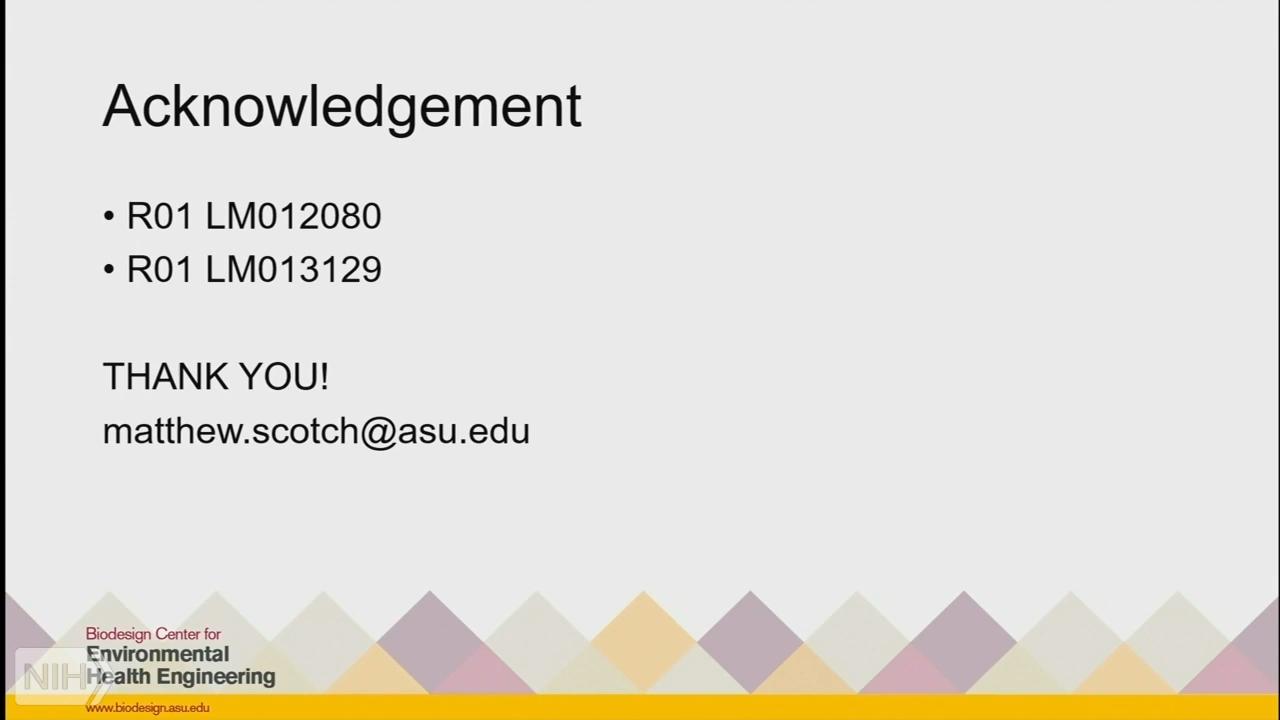 Acknowledgement
• R01 LM012080
• R01 LM013129
THANK YOU!
matthew.scotch@asu.edu
Biodesign Center for
Environmental
Health Engineering
NIH
www.biodesign.asu.edu